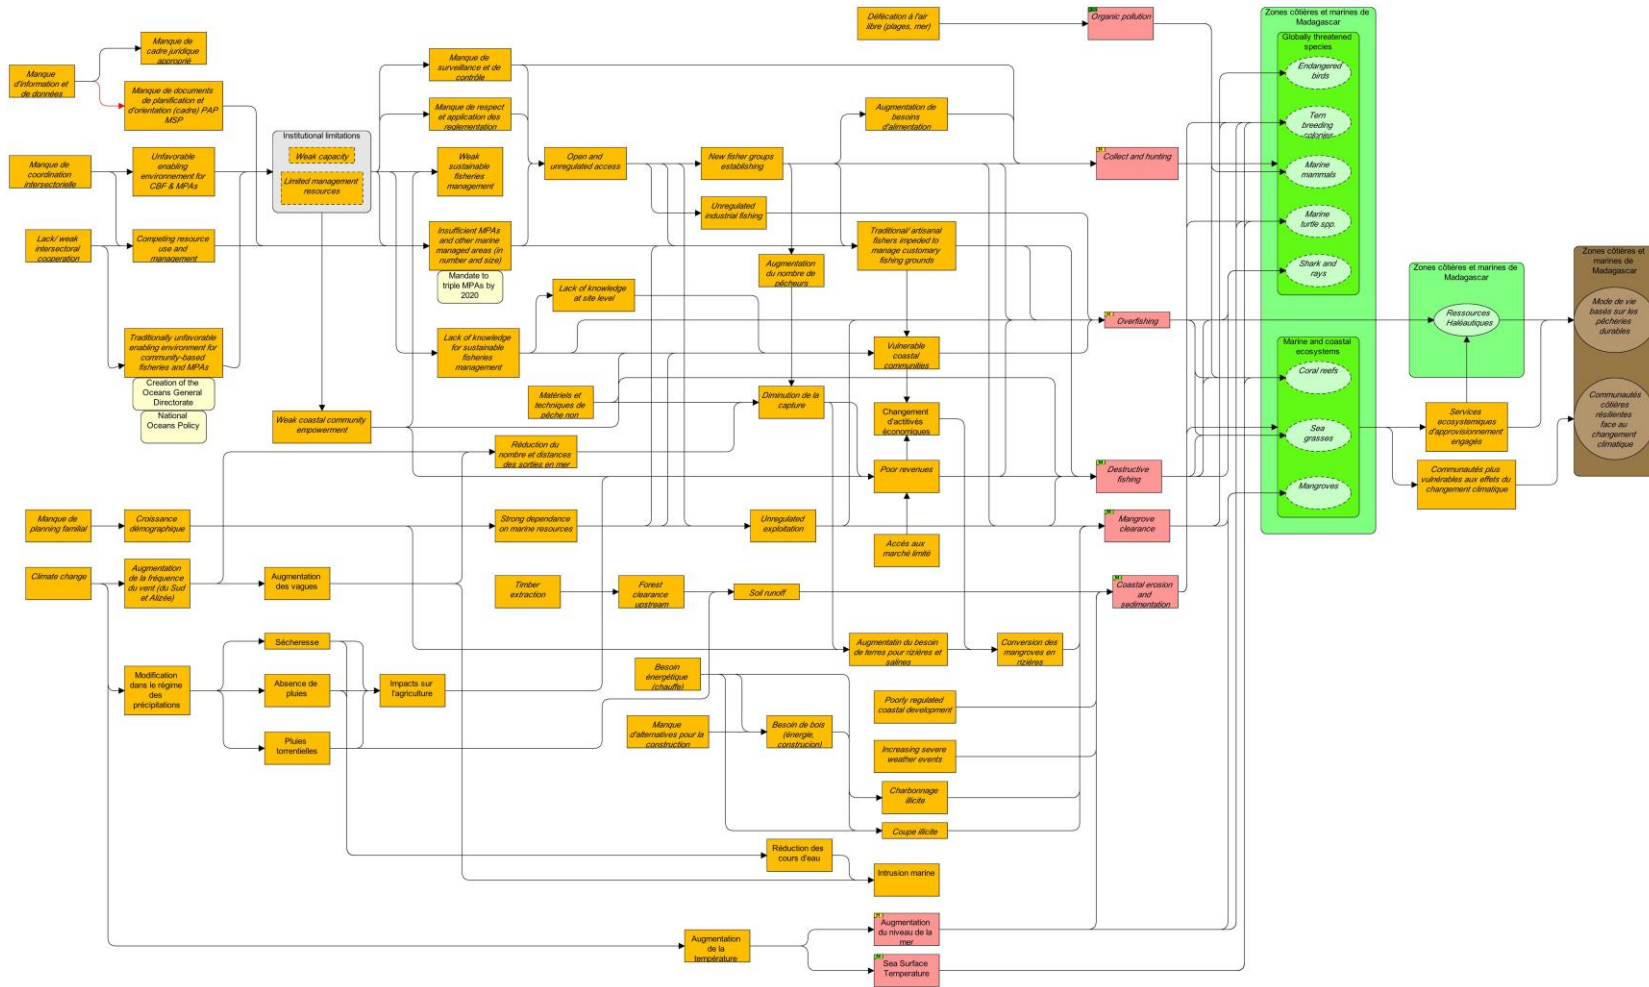 Manque
d'information et
de données
Manque de
cadre juridique
approprié
Manque de documents
de planification et
d'orientation (cadre) PAP
MSP
Manque de
coordination
intersectorielle
Unfavorable
enabling
environnement for
CBF & MPAs
Lack/ weak
intersectoral
cooperation
Competing resource
use and
management
Traditionally unfavorable
enabling environment for
community-based
fisheries and MPAs
Creation of the
Oceans General
Directorate
National
Oceans Policy
Institutional limitations
Weak capacity
Limited management
resources
Weak coastal community
empowerment
Manque de
surveillance et de
contrôle
Manque de respect
et application des
reglementation
Weak
sustainable
fisheries
management
Insufficient MPAs
and other marine
managed areas (in
number and size)
Mandate to
triple MPAs by
2020
Lack of knowledge
for sustainable
fisheries
management
Lack of knowledge
at site level
Open and
unregulated access
Matériels et
techniques de
pêche non
Réduction du
nombre et distances
des sorties en mer
Strong dependance
on marine resources
New fisher groups
establishing
Unregulated
industrial fishing
Augmentation
du nombre de
pêcheurs
Diminution de la
capture
Unregulated
exploitation
Augmentation de
besoins
d'alimentation
Traditional/ artisanal
fishers impeded to
manage customary
fishing grounds
Vulnerable
coastal
communities
Changement
d'actitivés
économiques
Poor revenues
Accès aux
marché limité
Manque de
planning familial
Croissance
démographique
Climate change
Augmentation
de la fréquence
du vent (du Sud
et Alizée)
Augmentation
des vagues
Modification
dans le régime
des
précipitations
Sécheresse
Absence de
pluies
Pluies
torrentielles
Impacts sur
l'agriculture
Timber
extraction
Forest
clearance
upstream
Soil runoff
Besoin
énergétique
(chauffe)
Manque
d'alternatives pour la
construction
Besoin de bois
(énergie,
construcion)
Augmentatin du besoin
de terres pour rizières et
salines
Conversion des
mangroves en
rizières
Poorly regulated
coastal development
Increasing severe
weather events
Charbonnage
illicite
Coupe illicite
Réduction des
cours d'eau
Intrusion marine
Augmentation
de la
température
Augmentation
du niveau de la
mer
Sea Surface
Temperature
Défécation à l'air
libre (plages, mer)
Organic pollution
Collect and hunting
Overfishing
Destructive
fishing
Mangrove
clearance
Coastal erosion
and
sedimentation
Zones côtières et marines de
Madagascar
Globally threatened
species
Endangered
birds
Tern
breeding
colonies
Marine
mammals
Marine
turtle spp.
Shark and
rays
Marine and coastal
ecosystems
Coral reefs
Sea
grasses
Mangroves
Zones côtières et marines de
Madagascar
Ressources
Haléautiques
Services
ecosystemiques
d'approvisionnement
engagés
Communautés plus
vulnérables aux effets du
changement climatique
Zones côtières et
marines de
Madagascar
Mode de vie
basés sur les
pêcheries
durables
Communautés
côtières
résilientes
face au
changement
climatique